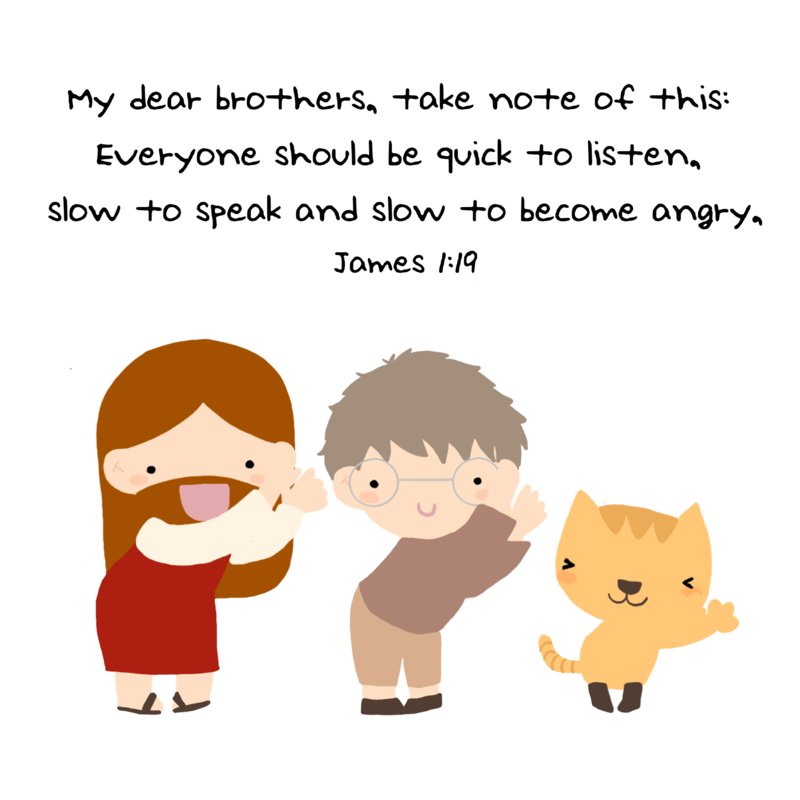 My dear brothers, take note of this:
Everyone should be quick to listen,
slow to speak and slow to become angry,
James 1:19